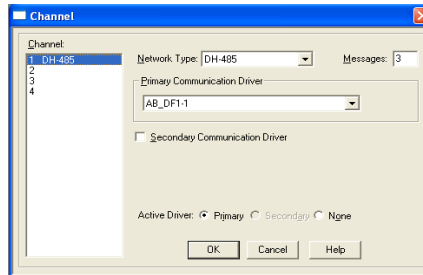 Channel
Channel:
1 DH-485
2
3
4
Network Type: DH-485 Messages: 3
Primary Communication Driver
AB_DF1-1
Secondary Communication Driver
Active Driver: Primary Secondary None
OK Cancel Help